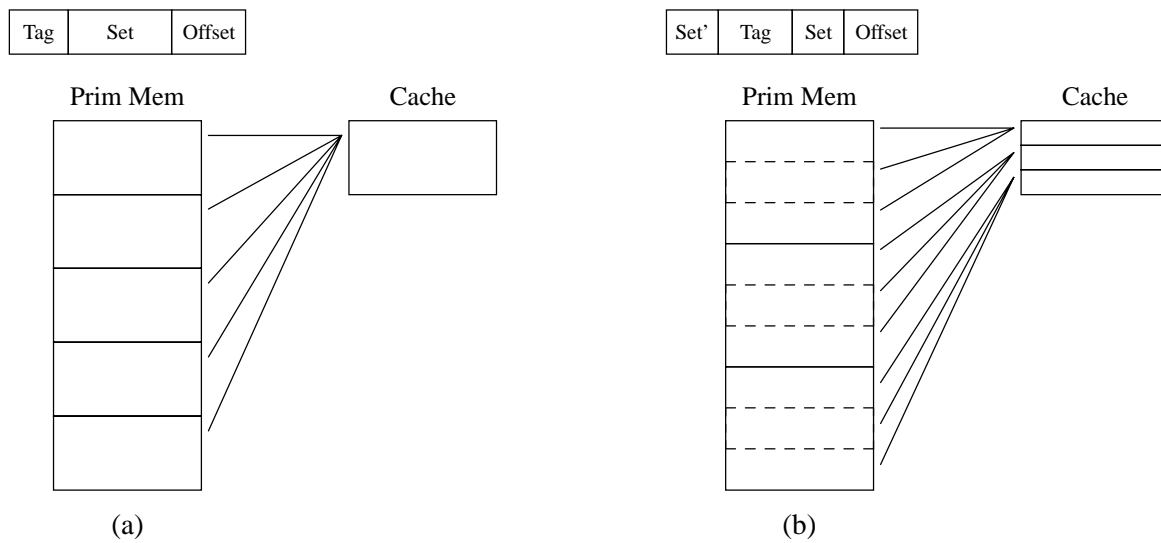 Tag Set Offset
Set’ Tag Set Offset
Prim Mem Cache
Prim Mem Cache
(a)
(b)